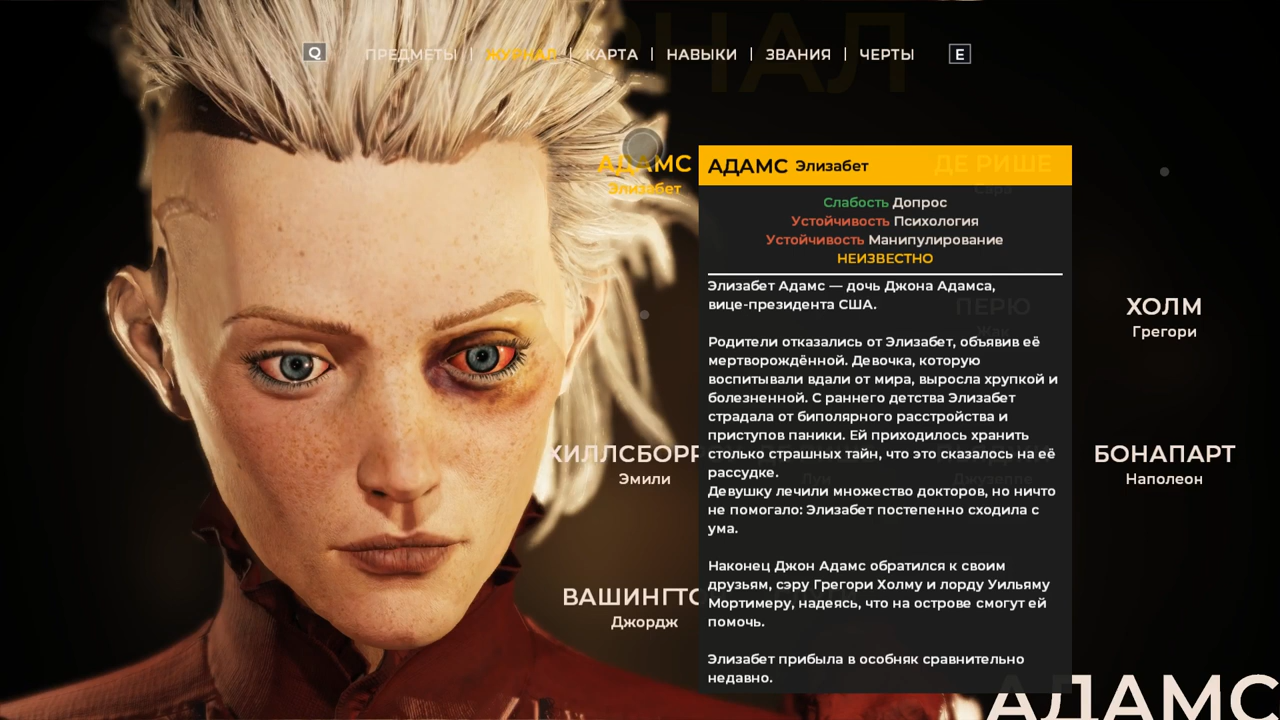 Q ПРЕДМЕТЫ | ЖУРНАЛ | КАРТА | НАВЫКИ | ЗВАНИЯ | ЧЕРТЫ E
АДАМС
Элизабет
АДАМС Элизабет
ДЕ РИШЕ
Сара
Слабость Допрос
Устойчивость Психология
Устойчивость Манипулирование
НЕИЗВЕСТНО
Элизабет Адамс — дочь Джона Адамса,
вице-президента США.
Родители отказались от Элизабет, объявив её
мертворождённой. Девочка, которую
воспитывали вдали от мира, выросла хрупкой и
болезненной. С раннего детства Элизабет
страдала от биполярного расстройства и
приступов паники. Ей приходилось хранить
столько страшных тайн, что это сказалось на её
рассудке.
Девушку лечили множество докторов, но ничто
не помогало: Элизабет постепенно сходила с
ума.
Наконец Джон Адамс обратился к своим
друзьям, сэру Грегори Холму и лорду Уильяму
Мортимеру, надеясь, что на острове смогут ей
помочь.
Элизабет прибыла в особняк сравнительно
недавно.
ПЕРЮ
Жак
ХОЛМ
Грегори
ХИЛЛСБОРР
Эмили
Луи
Джузеппе
БОНАПАРТ
Наполеон
ВАШИНГТО
Джордж
АДАМС